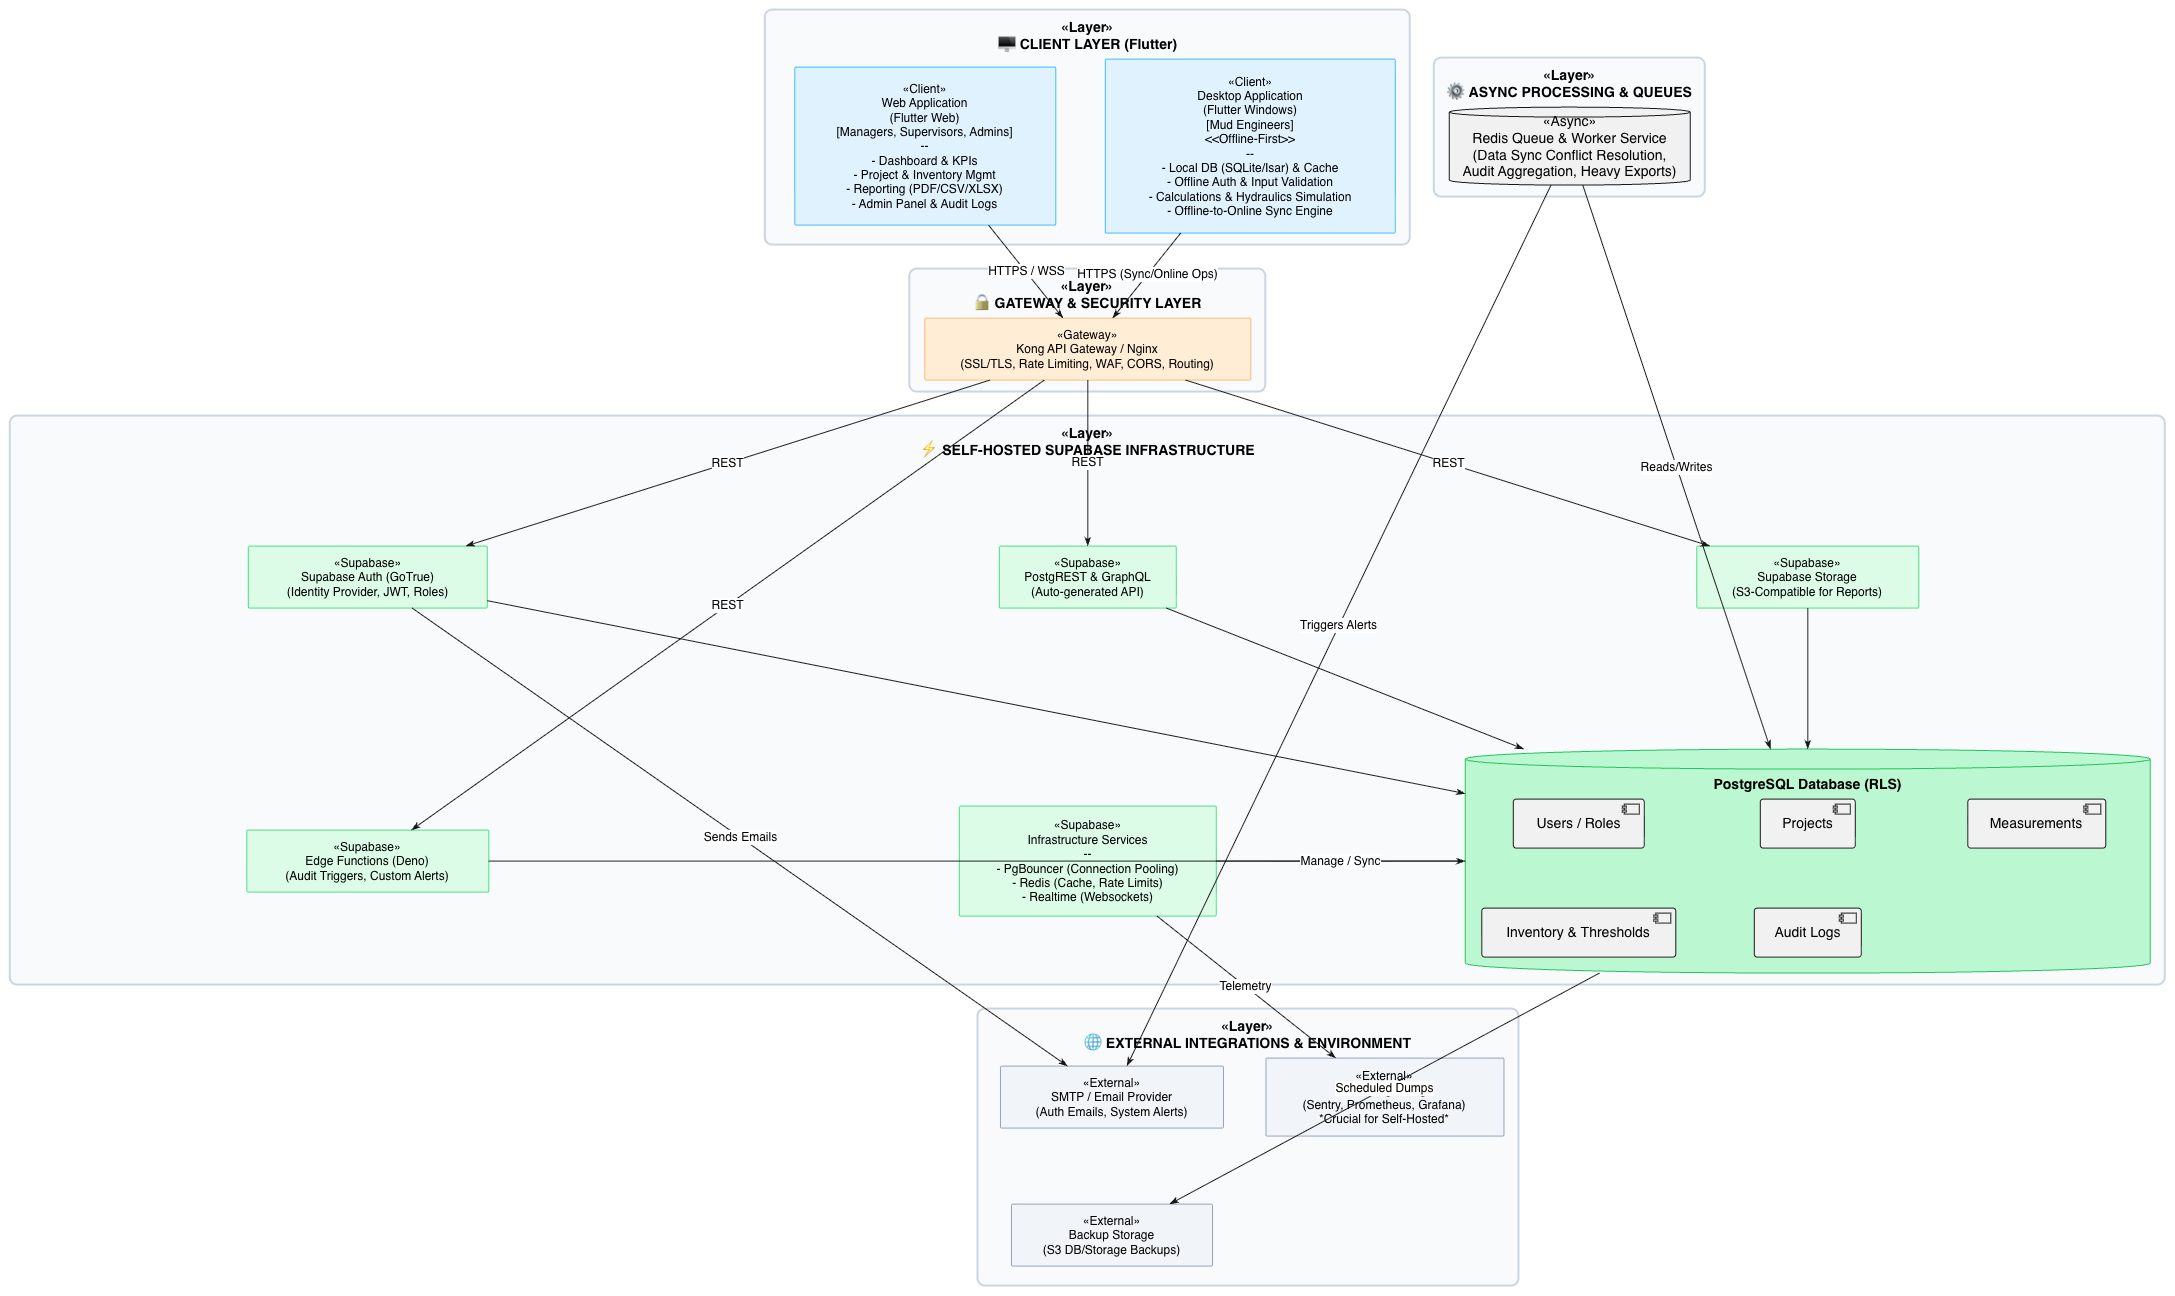 «Layer»
🖥️ CLIENT LAYER (Flutter)
«Client»
Web Application
(Flutter Web)
[Managers, Supervisors, Admins]
--
- Dashboard & KPIs
- Project & Inventory Mgmt
- Reporting (PDF/CSV/XLSX)
- Admin Panel & Audit Logs
«Client»
Desktop Application
(Flutter Windows)
[Mud Engineers]
<<Offline-First>>
--
- Local DB (SQLite/Isar) & Cache
- Offline Auth & Input Validation
- Calculations & Hydraulics Simulation
- Offline-to-Online Sync Engine
«Layer»
⚙️ ASYNC PROCESSING & QUEUES
«Async»
Redis Queue & Worker Service
(Data Sync Conflict Resolution,
Audit Aggregation, Heavy Exports)
HTTPS / WSS
HTTPS (Sync/Online Ops)
«Layer»
🔒 GATEWAY & SECURITY LAYER
«Gateway»
Kong API Gateway / Nginx
(SSL/TLS, Rate Limiting, WAF, CORS, Routing)
«Layer»
⚡ SELF-HOSTED SUPABASE INFRASTRUCTURE
REST
REST
REST
Reads/Writes
«Supabase»
Supabase Auth (GoTrue)
(Identity Provider, JWT, Roles)
«Supabase»
PostgREST & GraphQL
(Auto-generated API)
«Supabase»
Supabase Storage
(S3-Compatible for Reports)
REST
Triggers Alerts
PostgreSQL Database (RLS)
Users / Roles
Projects
Measurements
Inventory & Thresholds
Audit Logs
«Supabase»
Edge Functions (Deno)
(Audit Triggers, Custom Alerts)
Sends Emails
«Supabase»
Infrastructure Services
--
- PgBouncer (Connection Pooling)
- Redis (Cache, Rate Limits)
- Realtime (Websockets)
Manage / Sync
Telemetry
«Layer»
🌐 EXTERNAL INTEGRATIONS & ENVIRONMENT
«External»
SMTP / Email Provider
(Auth Emails, System Alerts)
«External»
Scheduled Dumps
(Sentry, Prometheus, Grafana)
*Crucial for Self-Hosted*
«External»
Backup Storage
(S3 DB/Storage Backups)